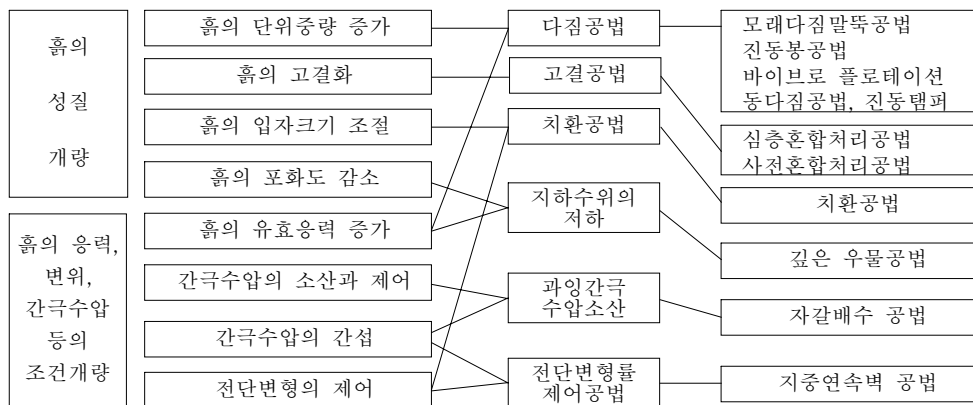 흙의
성질
개량
흙의 응력,
변위,
간극수압
등의
조건개량
흙의 단위중량 증가
흙의 고결화
흙의 입자크기 조절
흙의 포화도 감소
흙의 유효응력 증가
간극수압의 소산과 제어
간극수압의 간섭
전단변형의 제어
다짐공법
고결공법
치환공법
지하수위의
저하
과잉간극
수압소산
전단변형률
제어공법
모래다짐말뚝공법
진동봉공법
바이브로 플로테이션
동다짐공법, 진동탬퍼
심층혼합처리공법
사전혼합처리공법
치환공법
깊은 우물공법
자갈배수 공법
지중연속벽 공법